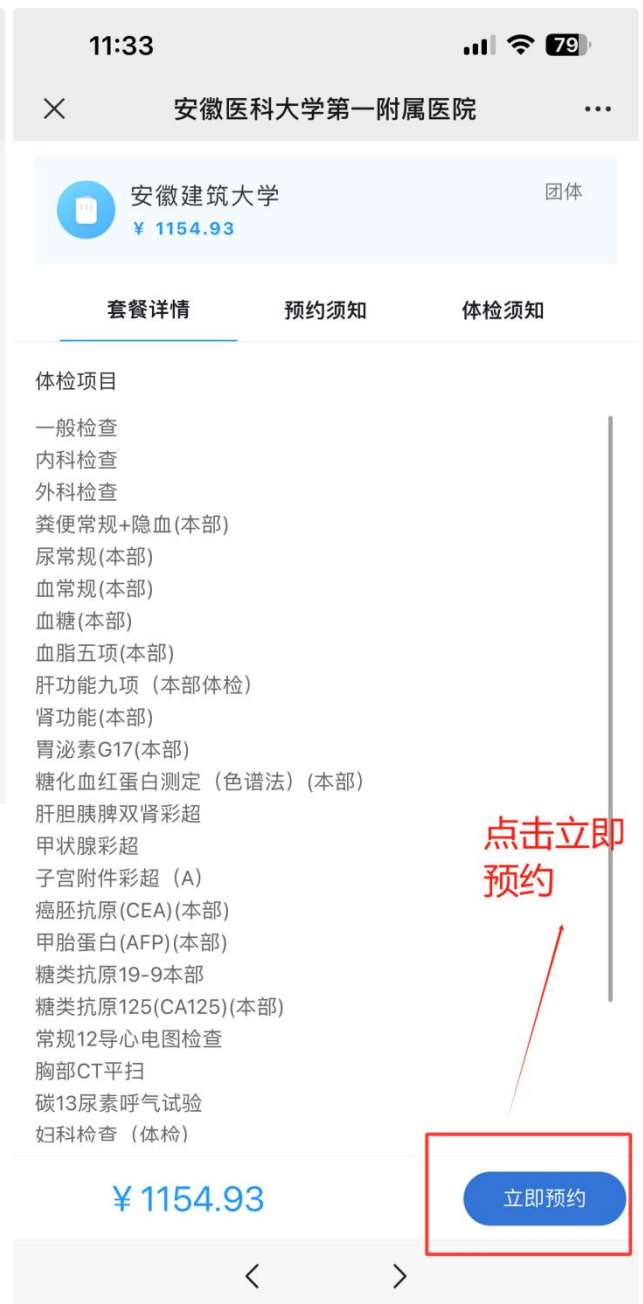 11:33
79
安徽医科大学第一附属医院
安徽建筑大学
团体
¥ 1154.93
套餐详情
预约须知
体检须知
体检项目
一般检查
内科检查
外科检查
粪便常规+隐血(本部)
尿常规(本部)
血常规(本部)
血糖(本部)
血脂五项(本部)
肝功能九项（本部体检）
肾功能(本部)
胃泌素G17(本部)
糖化血红蛋白测定（色谱法）(本部）
肝胆胰脾双肾彩超
甲状腺彩超
子宫附件彩超（A）
癌胚抗原(CEA)(本部)
甲胎蛋白(AFP)(本部)
糖类抗原19-9本部
糖类抗原125(CA125)(本部)
常规12导心电图检查
胸部CT平扫
碳13尿素呼气试验
妇科检查（体检）
点击立即
预约
¥ 1154.93
立即预约